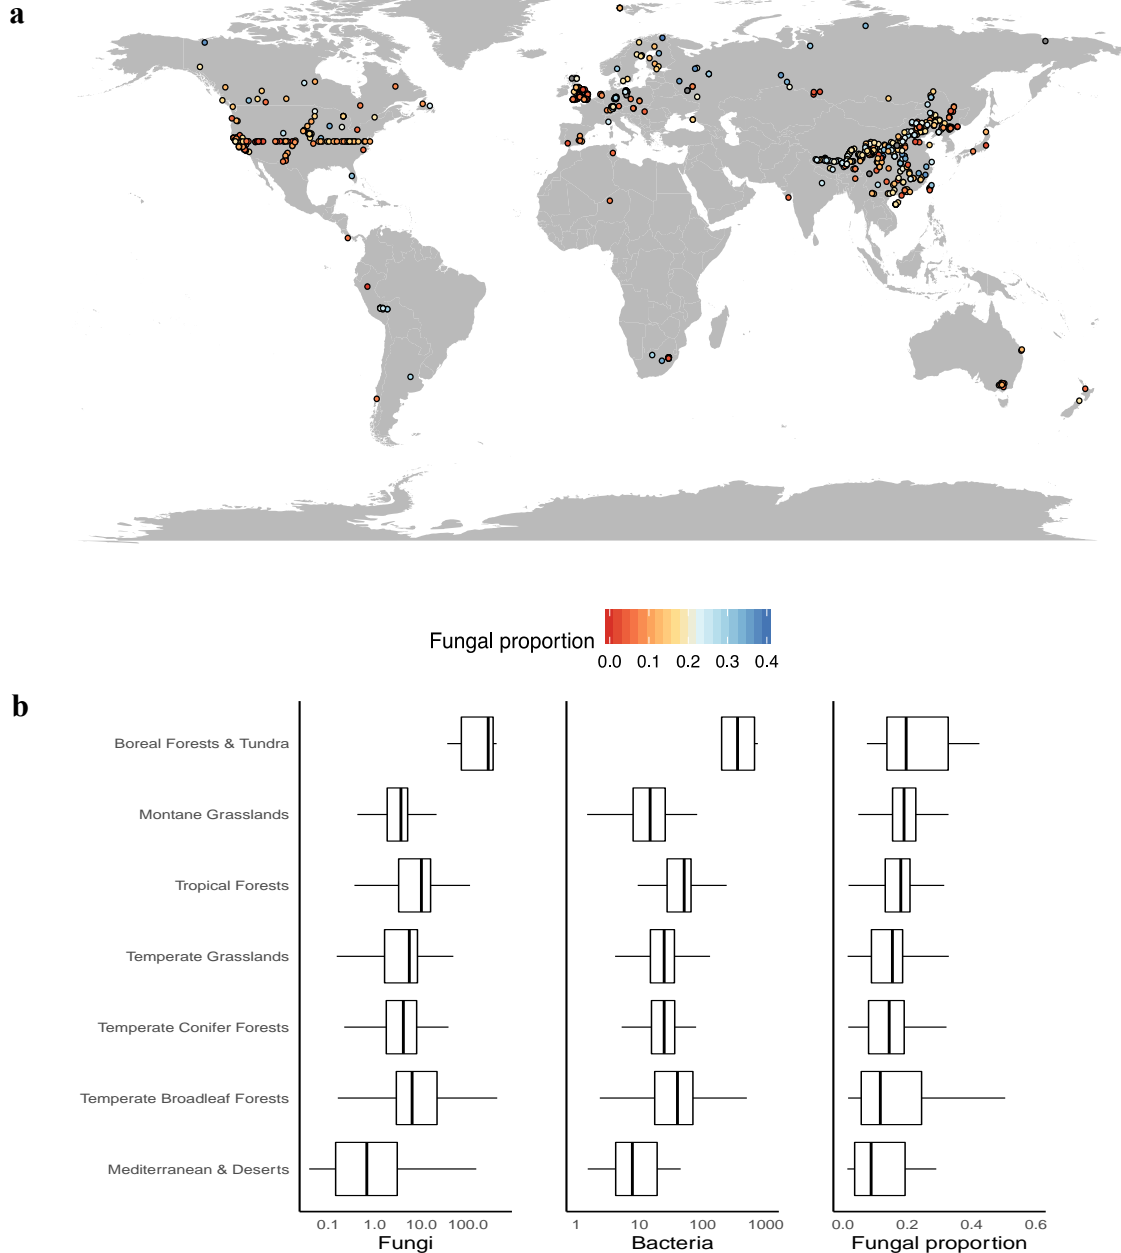 a
Fungal proportion
0.0 0.1 0.2 0.3 0.4
b
Boreal Forests & Tundra
Montane Grasslands
Tropical Forests
Temperate Grasslands
Temperate Conifer Forests
Temperate Broadleaf Forests
Mediterranean & Deserts
0.1 1.0 10.0 100.0 1 10 100 1000 0.0 0.2 0.4 0.6
Fungi Bacteria Fungal proportion